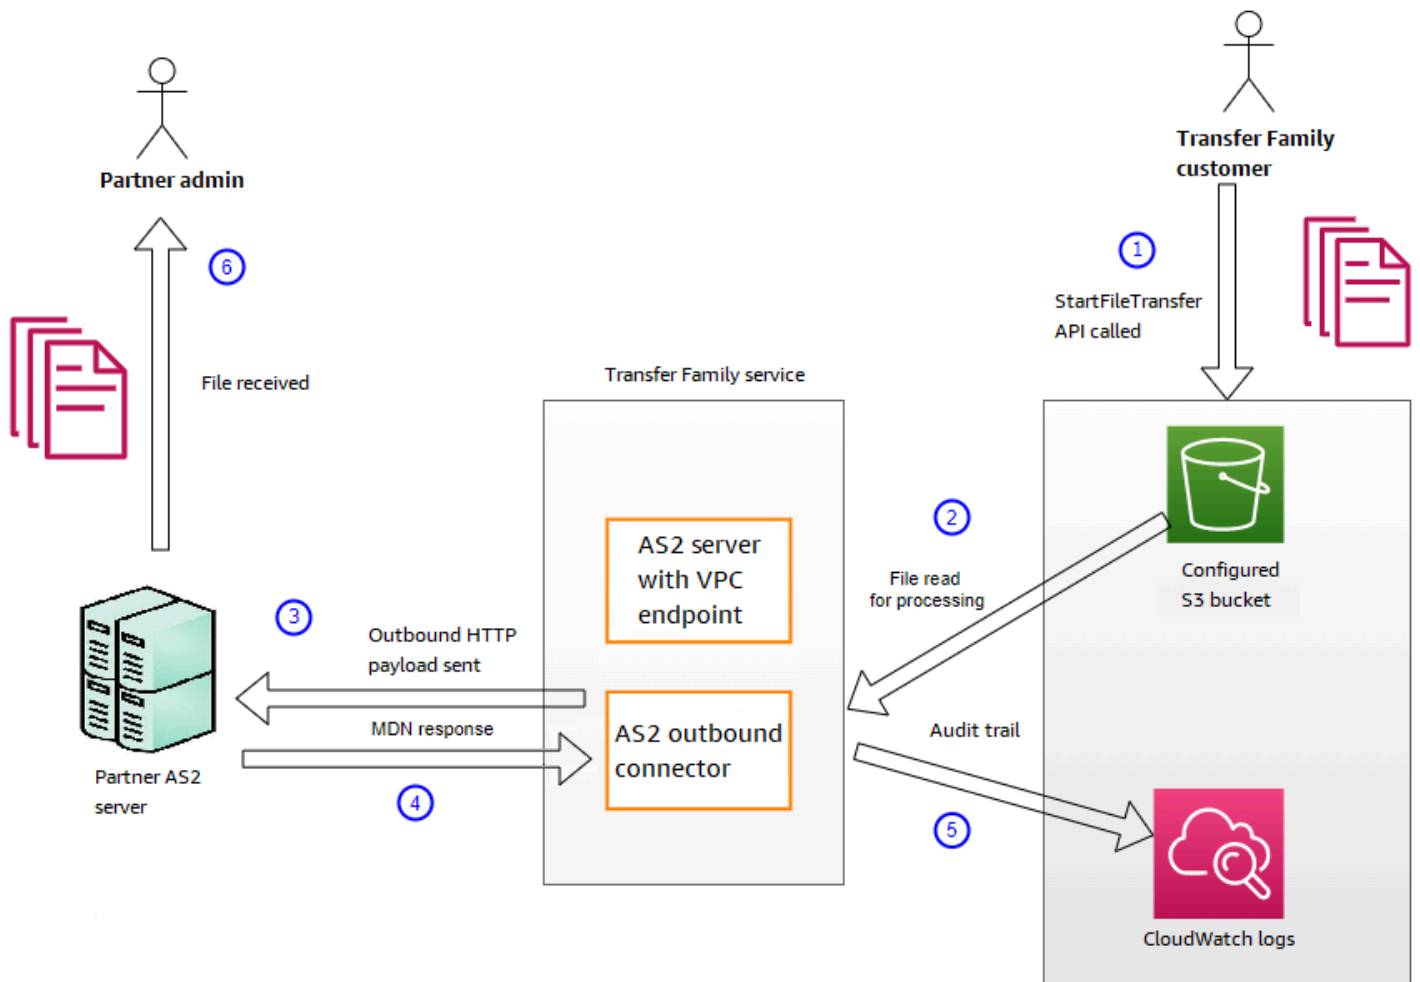 Transfer Family
customer
Partner admin
1
6
StartFileTransfer
API called
File received
Transfer Family service
2
AS2 server
with VPC
endpoint
File read
for processing
Configured
S3 bucket
3
Outbound HTTP
payload sent
MDN response
AS2 outbound
connector
Audit trail
Partner AS2
server
4
5
CloudWatch logs